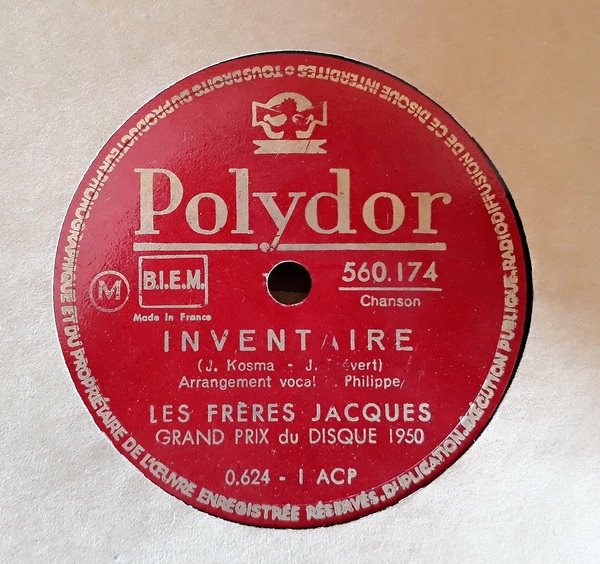 TOUS DROITS DU PRODUCTEUR PHONOGRAPHIQUE ET DU PROPRIÉTAIRE DE L'ŒUVRE ENREGISTRÉE RÉSERVÉS. DUPLICATION. EXÉCUTION PUBLIQUE. RADIODIFFUSION DE CE DISQUE INTERDITES
Polydor
M
B.I.E.M.
560.174
Made in France
Chanson
INVENTAIRE
(J. Kosma - J.
Arrangement vocal Philippe
LES FRÈRES JACQUES
GRAND PRIX du DISQUE 1950
0.624 - 1 ACP